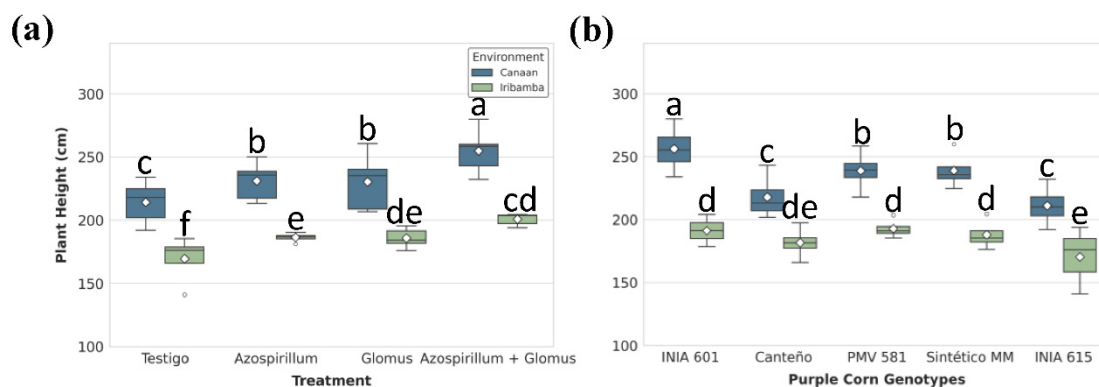 (a)
Environment
Canaan
Iribamba
Plant Height (cm)
300
250
200
150
100
c
f
b
e
b
de
a
cd
Testigo
Azospirillum
Glomus
Azospirillum + Glomus
Treatment
(b)
300
250
200
150
100
a
d
c
de
b
d
b
d
c
e
INIA 601
Canteño
PMV 581
Sintético MM
INIA 615
Purple Corn Genotypes